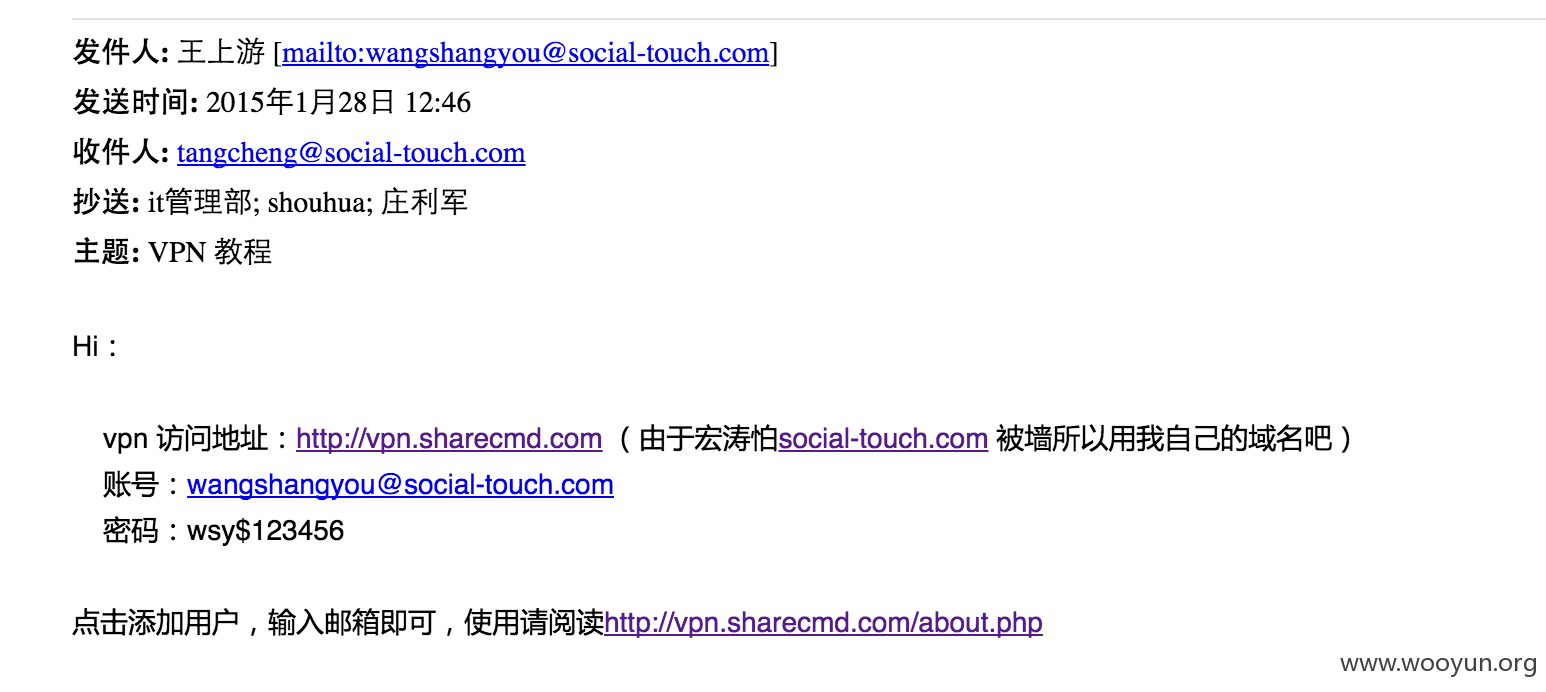 发件人: 王上游 [mailto:wangshangyou@social-touch.com]
发送时间: 2015年1月28日 12:46
收件人: tangcheng@social-touch.com
抄送: it管理部; shouhua; 庄利军
主题: VPN 教程
Hi：
vpn 访问地址：http://vpn.sharecmd.com （由于宏涛怕social-touch.com 被墙所以用我自己的域名吧）
账号：wangshangyou@social-touch.com
密码：wsy$123456
点击添加用户，输入邮箱即可，使用请阅读http://vpn.sharecmd.com/about.php
www.wooyun.org